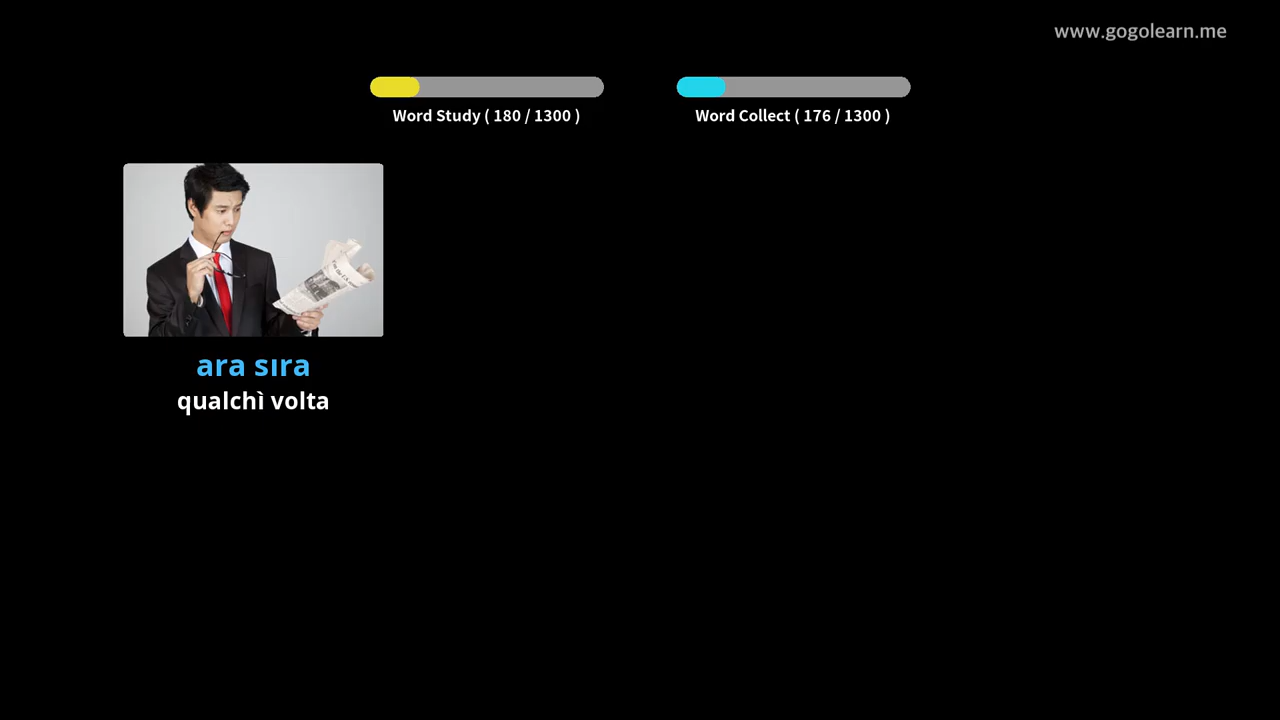 www.gogolearn.me
Word Study ( 180 / 1300 )
Word Collect ( 176 / 1300 )
ara sıra
qualchì volta